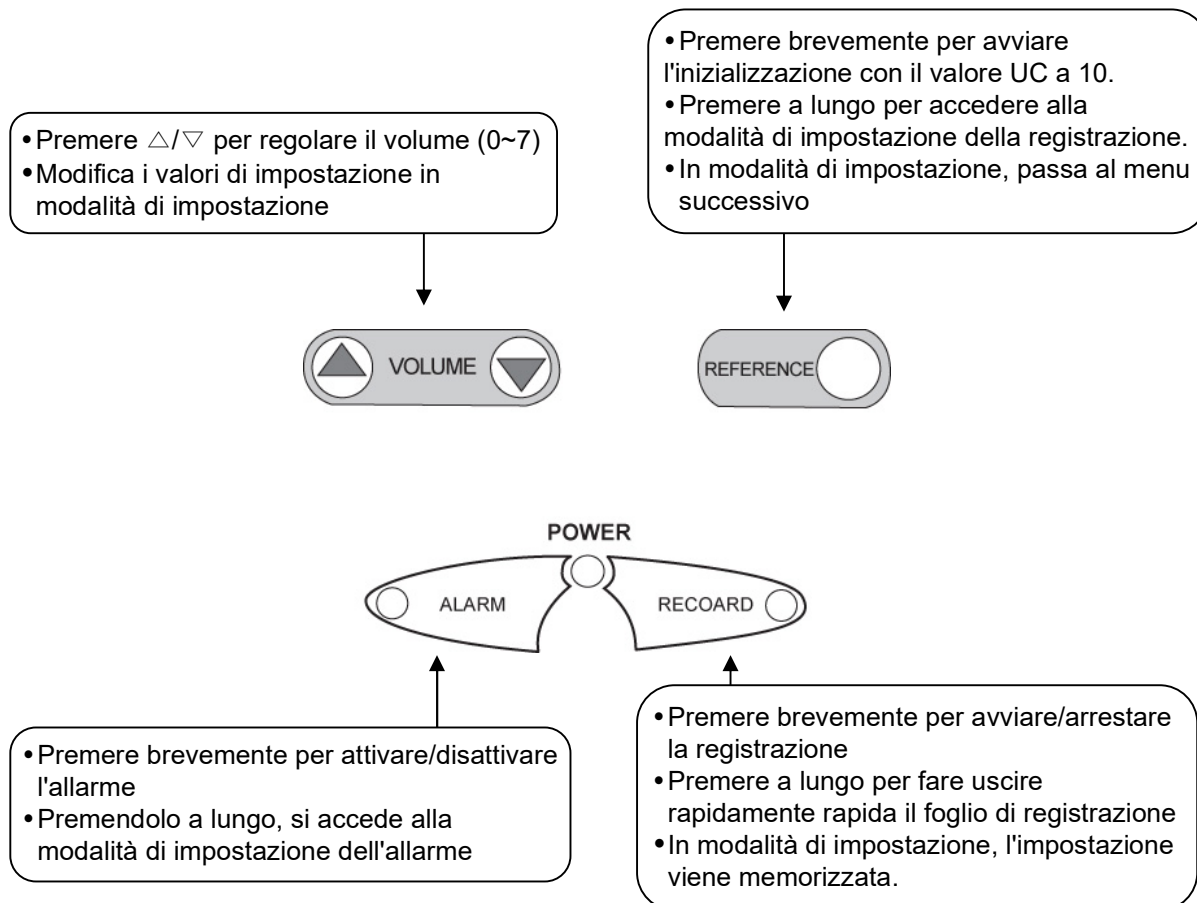 • Premere △/▽ per regolare il volume (0~7)
• Modifica i valori di impostazione in
modalità di impostazione
• Premere brevemente per avviare
l'inizializzazione con il valore UC a 10.
• Premere a lungo per accedere alla
modalità di impostazione della registrazione.
• In modalità di impostazione, passa al menu
successivo
VOLUME
REFERENCE
POWER
ALARM
RECOARD
• Premere brevemente per attivare/disattivare
l'allarme
• Premendolo a lungo, si accede alla
modalità di impostazione dell'allarme
• Premere brevemente per avviare/arrestare
la registrazione
• Premere a lungo per fare uscire
rapidamente rapida il foglio di registrazione
• In modalità di impostazione, l'impostazione
viene memorizzata.